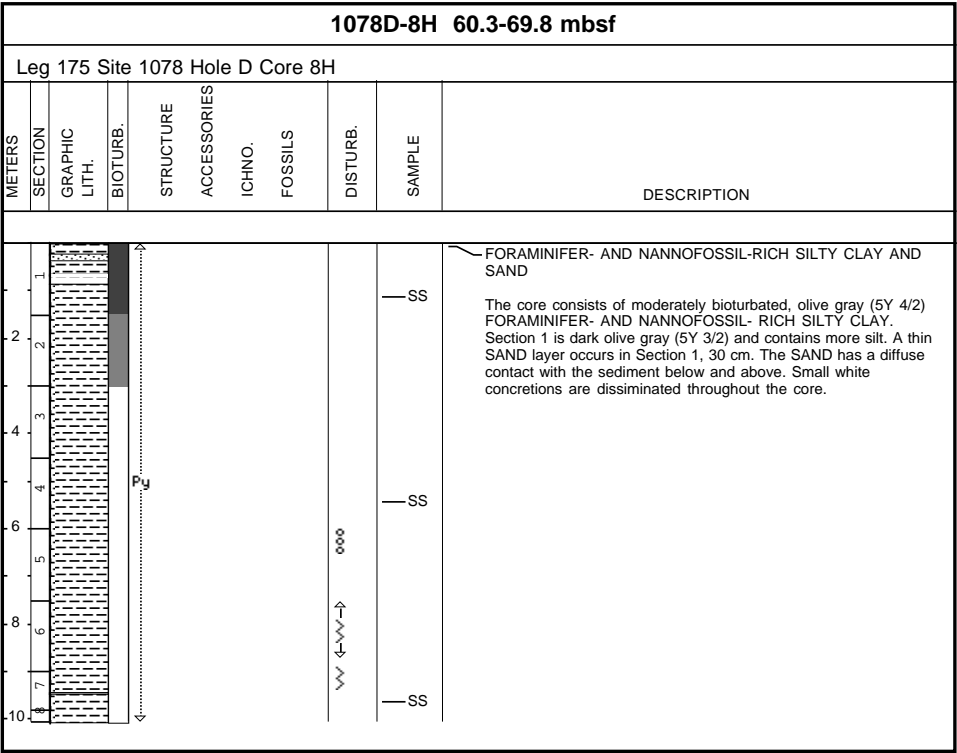 1078D-8H 60.3-69.8 mbsf
Leg 175 Site 1078 Hole D Core 8H
METERS
SECTION
GRAPHIC
LITH.
BIOTURB.
STRUCTURE
ACCESSORIES
ICHNO.
FOSSILS
DISTURB.
SAMPLE
DESCRIPTION
FORAMINIFER- AND NANNOFOSSIL-RICH SILTY CLAY AND
SAND
The core consists of moderately bioturbated, olive gray (5Y 4/2)
FORAMINIFER- AND NANNOFOSSIL- RICH SILTY CLAY.
Section 1 is dark olive gray (5Y 3/2) and contains more silt. A thin
SAND layer occurs in Section 1, 30 cm. The SAND has a diffuse
contact with the sediment below and above. Small white
concretions are dissiminated throughout the core.
1
SS
2
2
3
4
4
Py
SS
6
5
8
6
7
SS
8
10